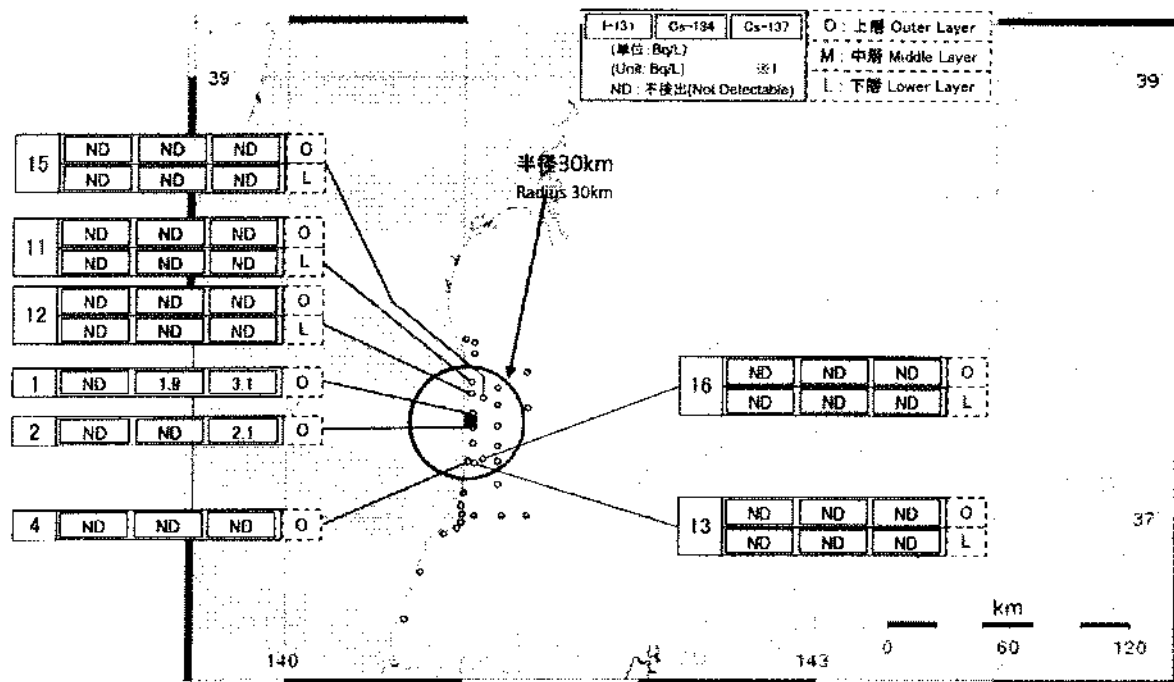 I-131 Cs-134 Cs-137
(単位: Bq/L)
(Unit: Bq/L) ※1
ND : 不検出(Not Detectable)
O : 上層 Outer Layer
M : 中層 Middle Layer
L : 下層 Lower Layer
39
39
半径30km
Radius 30km
15
ND ND ND O
ND ND ND L
11
ND ND ND O
ND ND ND L
12
ND ND ND O
ND ND ND L
1 ND 1.9 3.1 O
2 ND ND 2.1 O
4 ND ND ND O
16
ND ND ND O
ND ND ND L
13
ND ND ND O
ND ND ND L
37
km
0 60 120
140
143